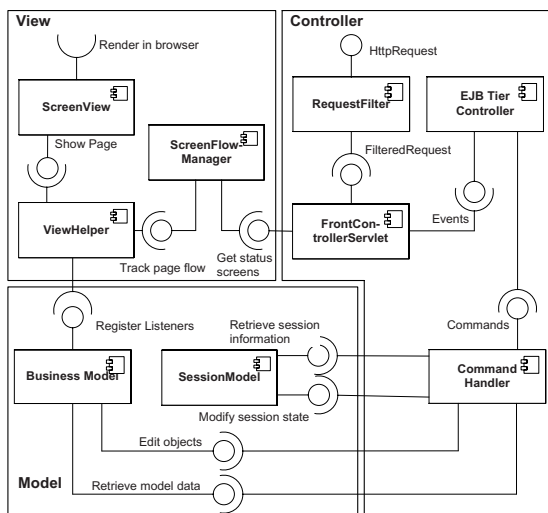 View
Controller
Render in browser
HttpRequest
ScreenView
RequestFilter
EJB Tier
Controller
Show Page
ScreenFlow-
Manager
FilteredRequest
ViewHelper
FrontCon-
trollerServlet
Events
Track page flow
Get status
screens
Register Listeners
Retrieve session
information
Commands
Business Model
SessionModel
Command
Handler
Modify session state
Edit objects
Model
Retrieve model data